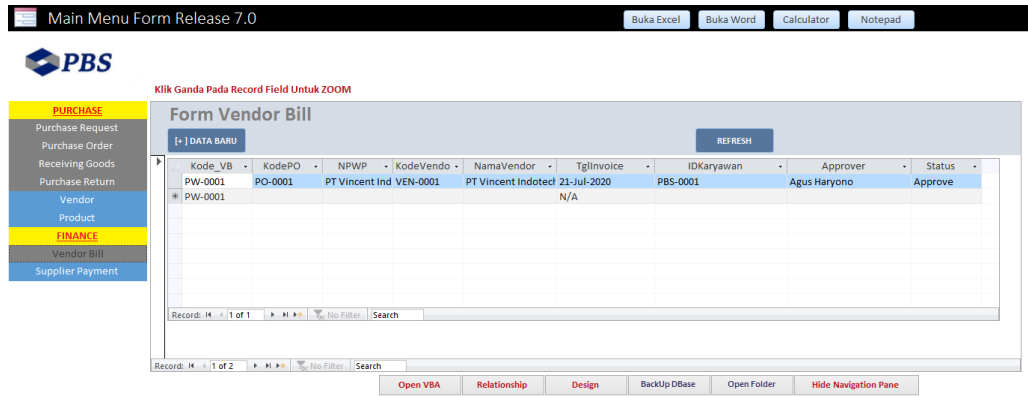 Main Menu Form Release 7.0
Buka Excel Buka Word Calculator Notepad
PBS
Klik Ganda Pada Record Field Untuk ZOOM
PURCHASE
Purchase Request
Purchase Order
Receiving Goods
Purchase Return
Vendor
Product
FINANCE
Vendor Bill
Supplier Payment
Form Vendor Bill
[+ ] DATA BARU REFRESH
Kode_VB KodePO NPWP KodeVendo NamaVendor TglInvoice IDKaryawan Approver Status
PW-0001 PO-0001 PT Vincent Ind VEN-0001 PT Vincent Indotech 21-Jul-2020 PBS-0001 Agus Haryono Approve
PW-0001 N/A
Record: 1 of 1 No Filter Search
Record: 1 of 2 No Filter Search
Open VBA Relationship Design BackUp DBase Open Folder Hide Navigation Pane